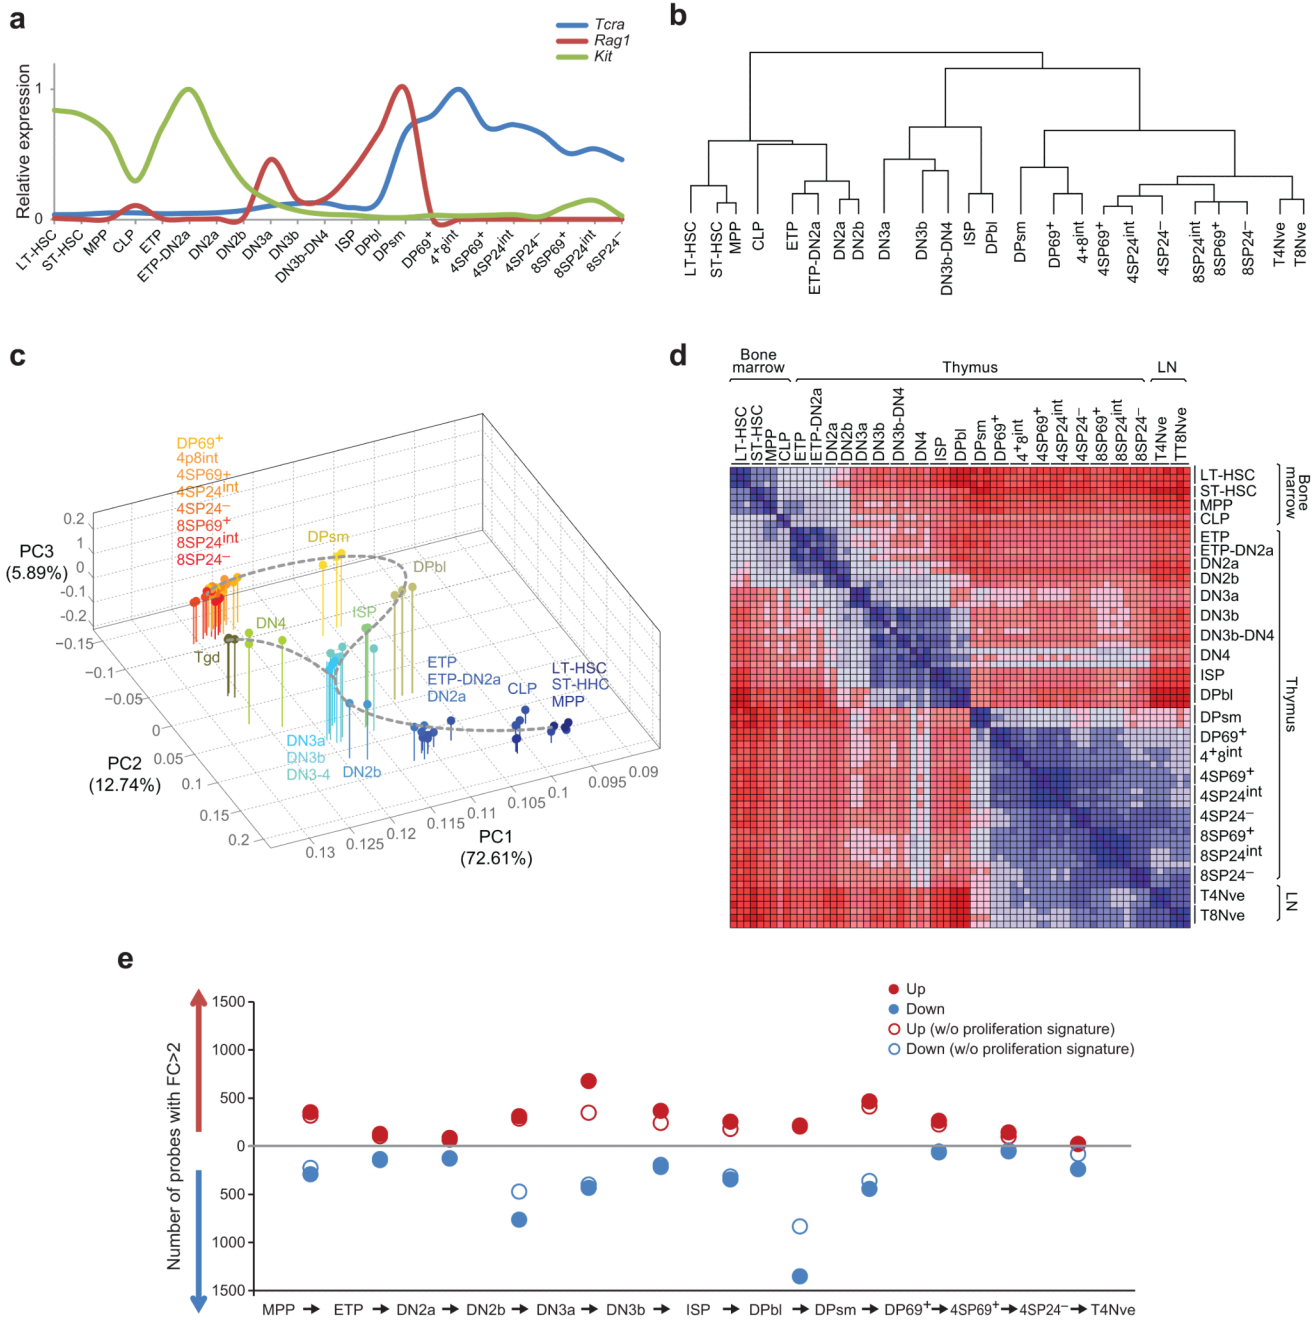 a
Tcra
Rag1
Kit
Relative expression
1
0
LT-HSC
ST-HSC
MPP
CLP
ETP
ETP-DN2a
DN2a
DN2b
DN3a
DN3b
DN3b-DN4
ISP
DPbl
DPsm
DP69+
4+8int
4SP69+
4SP24int
4SP24–
8SP69+
8SP24int
8SP24–
b
LT-HSC
ST-HSC
MPP
CLP
ETP
ETP-DN2a
DN2a
DN2b
DN3a
DN3b
DN3b-DN4
ISP
DPbl
DPsm
DP69+
4+8int
4SP69+
4SP24int
4SP24–
8SP24int
8SP69+
8SP24–
T4Nve
T8Nve
c
DP69+
4p8int
4SP69+
4SP24int
4SP24–
8SP69+
8SP24int
8SP24–
DPsm
DPbl
ISP
DN4
Tgd
ETP
ETP-DN2a
DN2a
CLP
LT-HSC
ST-HHC
MPP
DN3a
DN3b
DN3-4
DN2b
PC3
(5.89%)
0.2
1
0
-0.1
-0.2
−0.15
−0.1
−0.05
0
0.05
0.1
0.15
0.2
PC2
(12.74%)
0.13
0.125
0.12
0.115
0.11
0.105
0.1
0.095
0.09
PC1
(72.61%)
d
Bone
marrow
Thymus
LN
LT-HSC
ST-HSC
MPP
CLP
ETP
ETP-DN2a
DN2a
DN2b
DN3a
DN3b
DN3b-DN4
DN4
ISP
DPbl
DPsm
DP69+
4+8int
4SP69+
4SP24int
4SP24–
8SP69+
8SP24int
8SP24–
T4Nve
TT8Nve
LT-HSC
ST-HSC
MPP
CLP
ETP
ETP-DN2a
DN2a
DN2b
DN3a
DN3b
DN3b-DN4
DN4
ISP
DPbl
DPsm
DP69+
4+8int
4SP69+
4SP24int
4SP24–
8SP69+
8SP24int
8SP24–
T4Nve
T8Nve
Bone
marrow
Thymus
LN
e
Up
Down
Up (w/o proliferation signature)
Down (w/o proliferation signature)
Number of probes with FC>2
1500
1000
500
0
500
1000
1500
MPP → ETP → DN2a → DN2b → DN3a → DN3b → ISP → DPbl → DPsm → DP69+ → 4SP69+ → 4SP24– → T4Nve